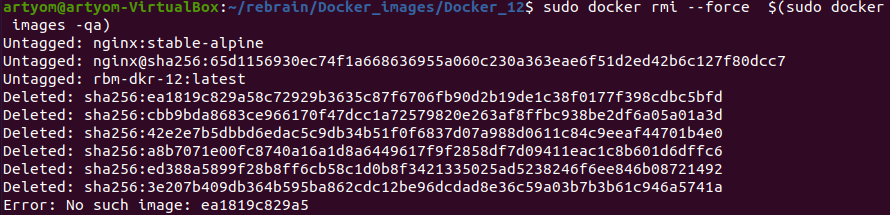 artyom@artyom-VirtualBox:~/rebrain/Docker_images/Docker_12$ sudo docker rmi --force  $(sudo docker
 images -qa)
Untagged: nginx:stable-alpine
Untagged: nginx@sha256:65d1156930ec74f1a668636955a060c230a363eae6f51d2ed42b6c127f80dcc7
Untagged: rbm-dkr-12:latest
Deleted: sha256:ea1819c829a58c72929b3635c87f6706fb90d2b19de1c38f0177f398cdbc5bfd
Deleted: sha256:cbb9bda8683ce966170f47dcc1a72579820e263af8ffbc938be2df6a05a01a3d
Deleted: sha256:42e2e7b5dbbd6edac5c9db34b51f0f6837d07a988d0611c84c9eeaf44701b4e0
Deleted: sha256:a8b7071e00fc8740a16a1d8a6449617f9f2858df7d09411eac1c8b601d6dffc6
Deleted: sha256:ed388a5899f28b8ff6cb58c1d0b8f3421335025ad5238246f6ee846b08721492
Deleted: sha256:3e207b409db364b595ba862cdc12be96dcdad8e36c59a03b7b3b61c946a5741a
Error: No such image: ea1819c829a5